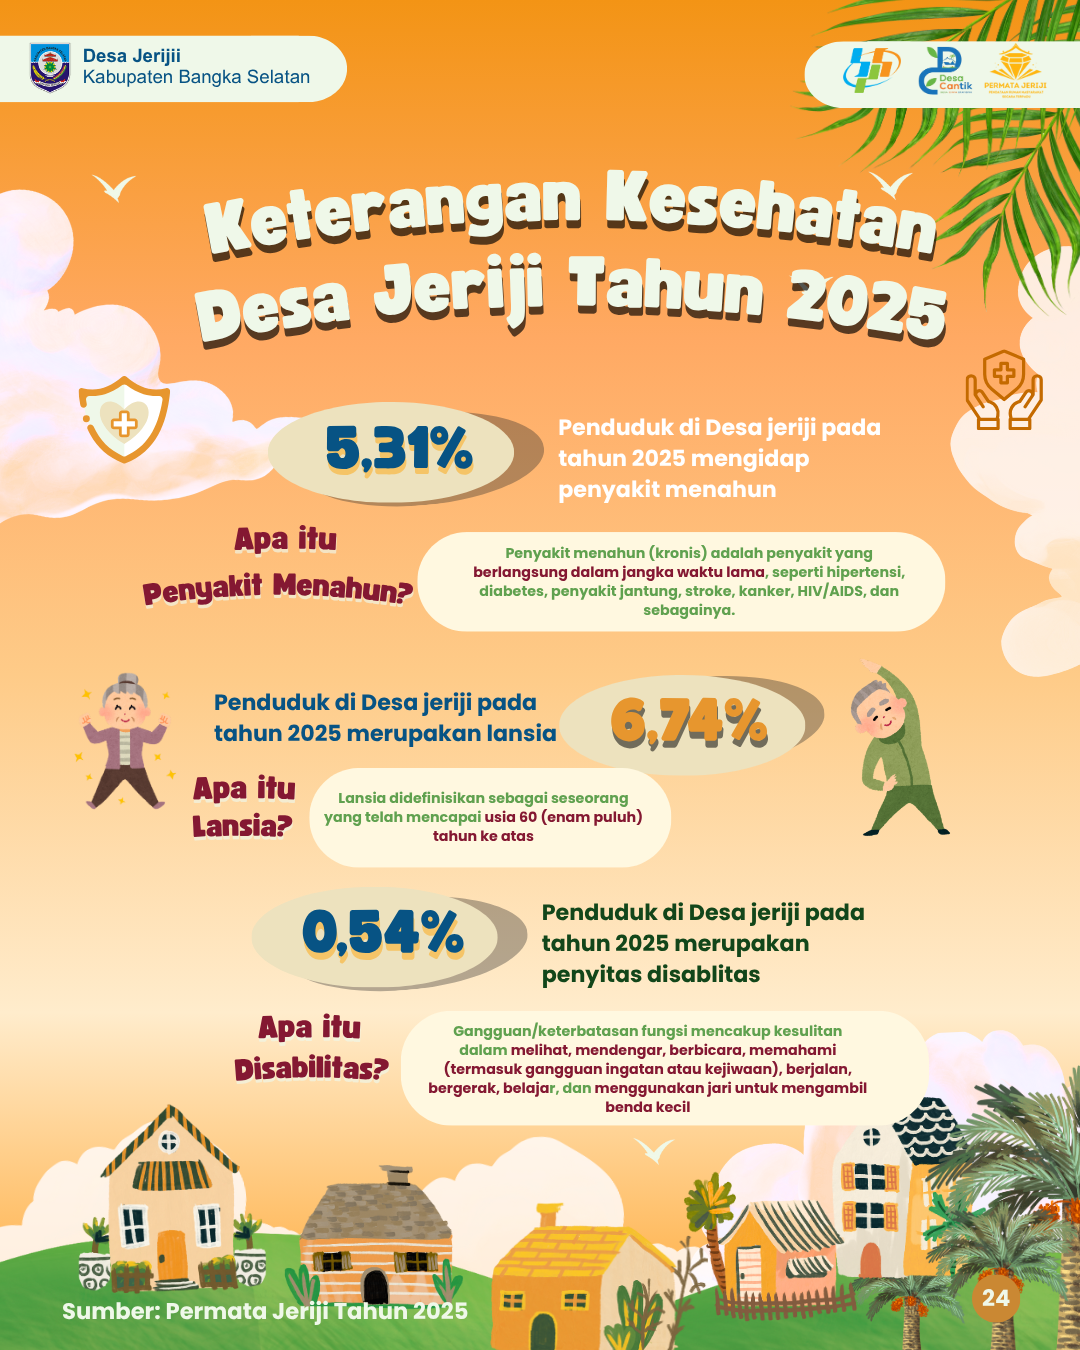 Desa Jerijii
Kabupaten Bangka Selatan
Desa
Cantik
PERMATA JERIJI
Keterangan Kesehatan
Desa Jeriji Tahun 2025
5,31%
Penduduk di Desa jeriji pada
tahun 2025 mengidap
penyakit menahun
Apa itu
Penyakit Menahun?
Penyakit menahun (kronis) adalah penyakit yang
berlangsung dalam jangka waktu lama, seperti hipertensi,
diabetes, penyakit jantung, stroke, kanker, HIV/AIDS, dan
sebagainya.
Penduduk di Desa jeriji pada
tahun 2025 merupakan lansia
6,74%
Apa itu
Lansia?
Lansia didefinisikan sebagai seseorang
yang telah mencapai usia 60 (enam puluh)
tahun ke atas
0,54%
Penduduk di Desa jeriji pada
tahun 2025 merupakan
penyitas disablitas
Apa itu
Disabilitas?
Gangguan/keterbatasan fungsi mencakup kesulitan
dalam melihat, mendengar, berbicara, memahami
(termasuk gangguan ingatan atau kejiwaan), berjalan,
bergerak, belajar, dan menggunakan jari untuk mengambil
benda kecil
Sumber: Permata Jeriji Tahun 2025
24